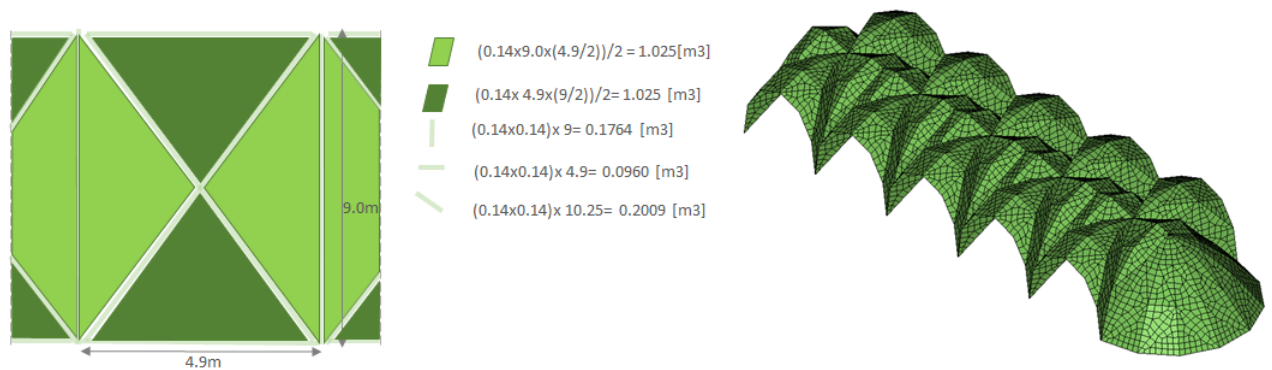 (0.14x9.0x(4.9/2))/2 = 1.025[m3]
(0.14x 4.9x(9/2))/2= 1.025 [m3]
(0.14x0.14)x 9= 0.1764 [m3]
(0.14x0.14)x 4.9= 0.0960 [m3]
(0.14x0.14)x 10.25= 0.2009 [m3]
9.0m
4.9m